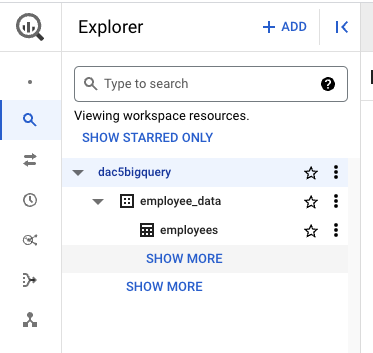 Explorer
+ ADD
Type to search
Viewing workspace resources.
SHOW STARRED ONLY
dac5bigquery
employee_data
employees
SHOW MORE
SHOW MORE